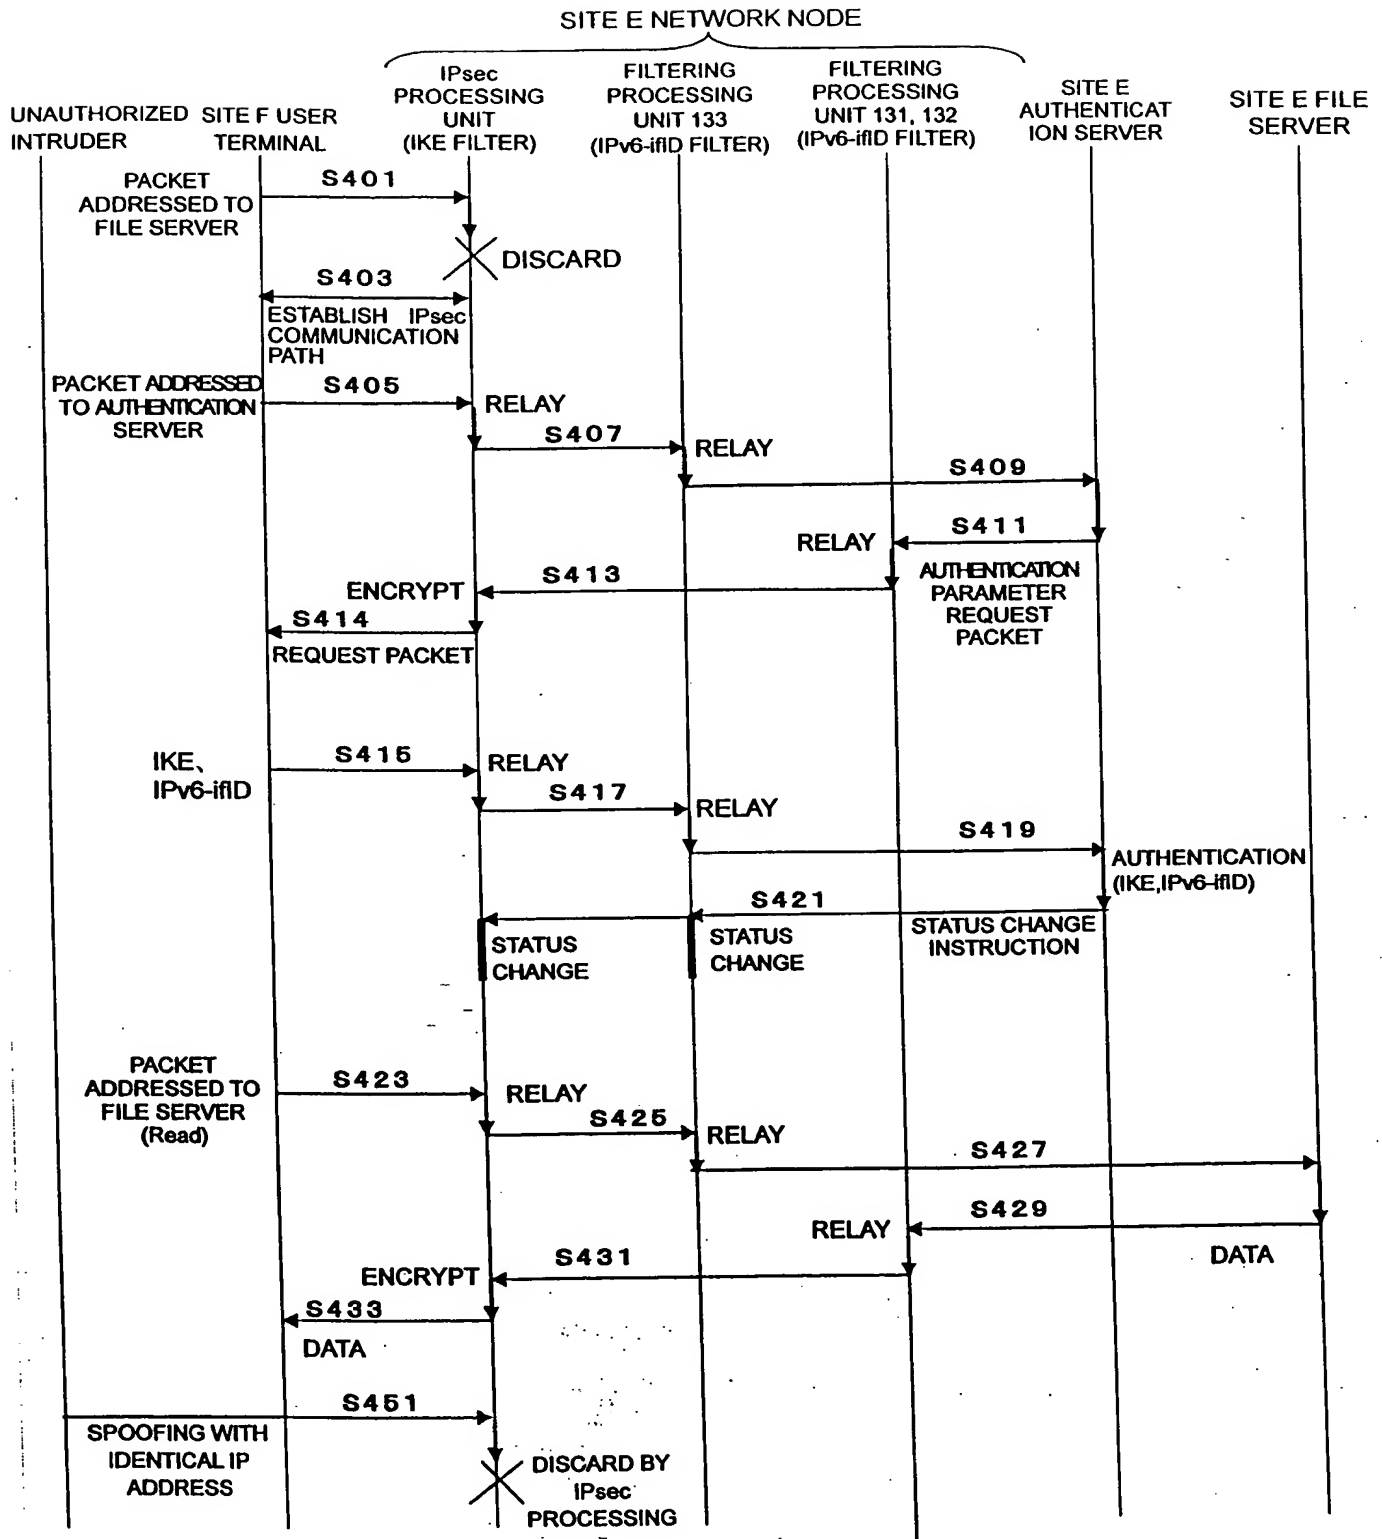 SITE E NETWORK NODE
UNAUTHORIZED
INTRUDER
SITE F USER
TERMINAL
IPsec
PROCESSING
UNIT
(IKE FILTER)
FILTERING
PROCESSING
UNIT 133
(IPv6-ifID FILTER)
FILTERING
PROCESSING
UNIT 131, 132
(IPv6-ifID FILTER)
SITE E
AUTHENTICAT
ION SERVER
SITE E FILE
SERVER
PACKET
ADDRESSED TO
FILE SERVER
S401
DISCARD
S403
ESTABLISH IPsec
COMMUNICATION
PATH
PACKET ADDRESSED
TO AUTHENTICATION
SERVER
S405
RELAY
S407
RELAY
S409
S411
RELAY
AUTHENTICATION
PARAMETER
REQUEST
PACKET
S413
ENCRYPT
S414
REQUEST PACKET
IKE、
IPv6-ifID
S415
RELAY
S417
RELAY
S419
AUTHENTICATION
(IKE,IPv6-ifID)
S421
STATUS CHANGE
INSTRUCTION
STATUS
CHANGE
STATUS
CHANGE
PACKET
ADDRESSED TO
FILE SERVER
(Read)
S423
RELAY
S425
RELAY
S427
S429
RELAY
DATA
S431
ENCRYPT
S433
DATA
S451
SPOOFING WITH
IDENTICAL IP
ADDRESS
DISCARD BY
IPsec
PROCESSING